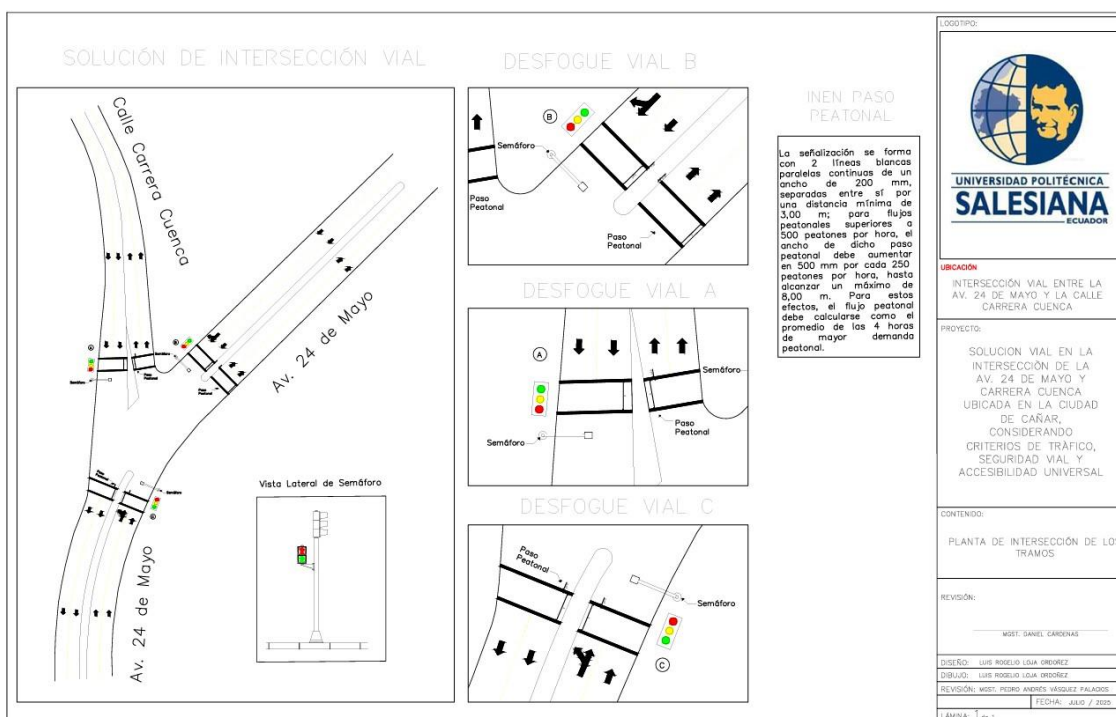 SOLUCIÓN DE INTERSECCIÓN VIAL
Calle Carrera Cuenca
Av. 24 de Mayo
A
B
Semáforo
Paso
Peatonal
Semáforo
Paso
Peatonal
Semáforo
Av. 24 de Mayo
Vista Lateral de Semáforo
DESFOGUE VIAL B
B
Semáforo
Paso
Peatonal
Paso
Peatonal
DESFOGUE VIAL A
A
Semáforo
Paso
Peatonal
Semáforo
DESFOGUE VIAL C
Paso
Peatonal
Semáforo
C
INEN PASO
PEATONAL
La señalización se forma
con 2 líneas blancas
paralelas continuas de un
ancho de 200 mm,
separadas entre sí por
una distancia mínima de
3,00 m; para flujos
peatonales superiores a
500 peatones por hora, el
ancho de dicho paso
peatonal debe aumentar
en 500 mm por cada 250
peatones por hora, hasta
alcanzar un máximo de
8,00 m. Para estos
efectos, el flujo peatonal
debe calcularse como el
promedio de las 4 horas
de mayor demanda
peatonal.
LOGOTIPO:
UNIVERSIDAD POLITÉCNICA
SALESIANA
ECUADOR
UBICACIÓN
INTERSECCIÓN VIAL ENTRE LA
AV. 24 DE MAYO Y LA CALLE
CARRERA CUENCA
PROYECTO:
SOLUCION VIAL EN LA
INTERSECCIÓN DE LA
AV. 24 DE MAYO Y
CARRERA CUENCA
UBICADA EN LA CIUDAD
DE CAÑAR,
CONSIDERANDO
CRITERIOS DE TRÁFICO,
SEGURIDAD VIAL Y
ACCESIBILIDAD UNIVERSAL
CONTENIDO:
PLANTA DE INTERSECCIÓN DE LOS
TRAMOS
REVISIÓN:
MGST. DANIEL CÁRDENAS
DISEÑO: LUIS ROGELIO LOJA ORDOÑEZ
DIBUJO: LUIS ROGELIO LOJA ORDOÑEZ
REVISIÓN: MGST. PEDRO ANDRÉS VÁSQUEZ PALACIOS
FECHA: JULIO / 2025
LÁMINA: 1